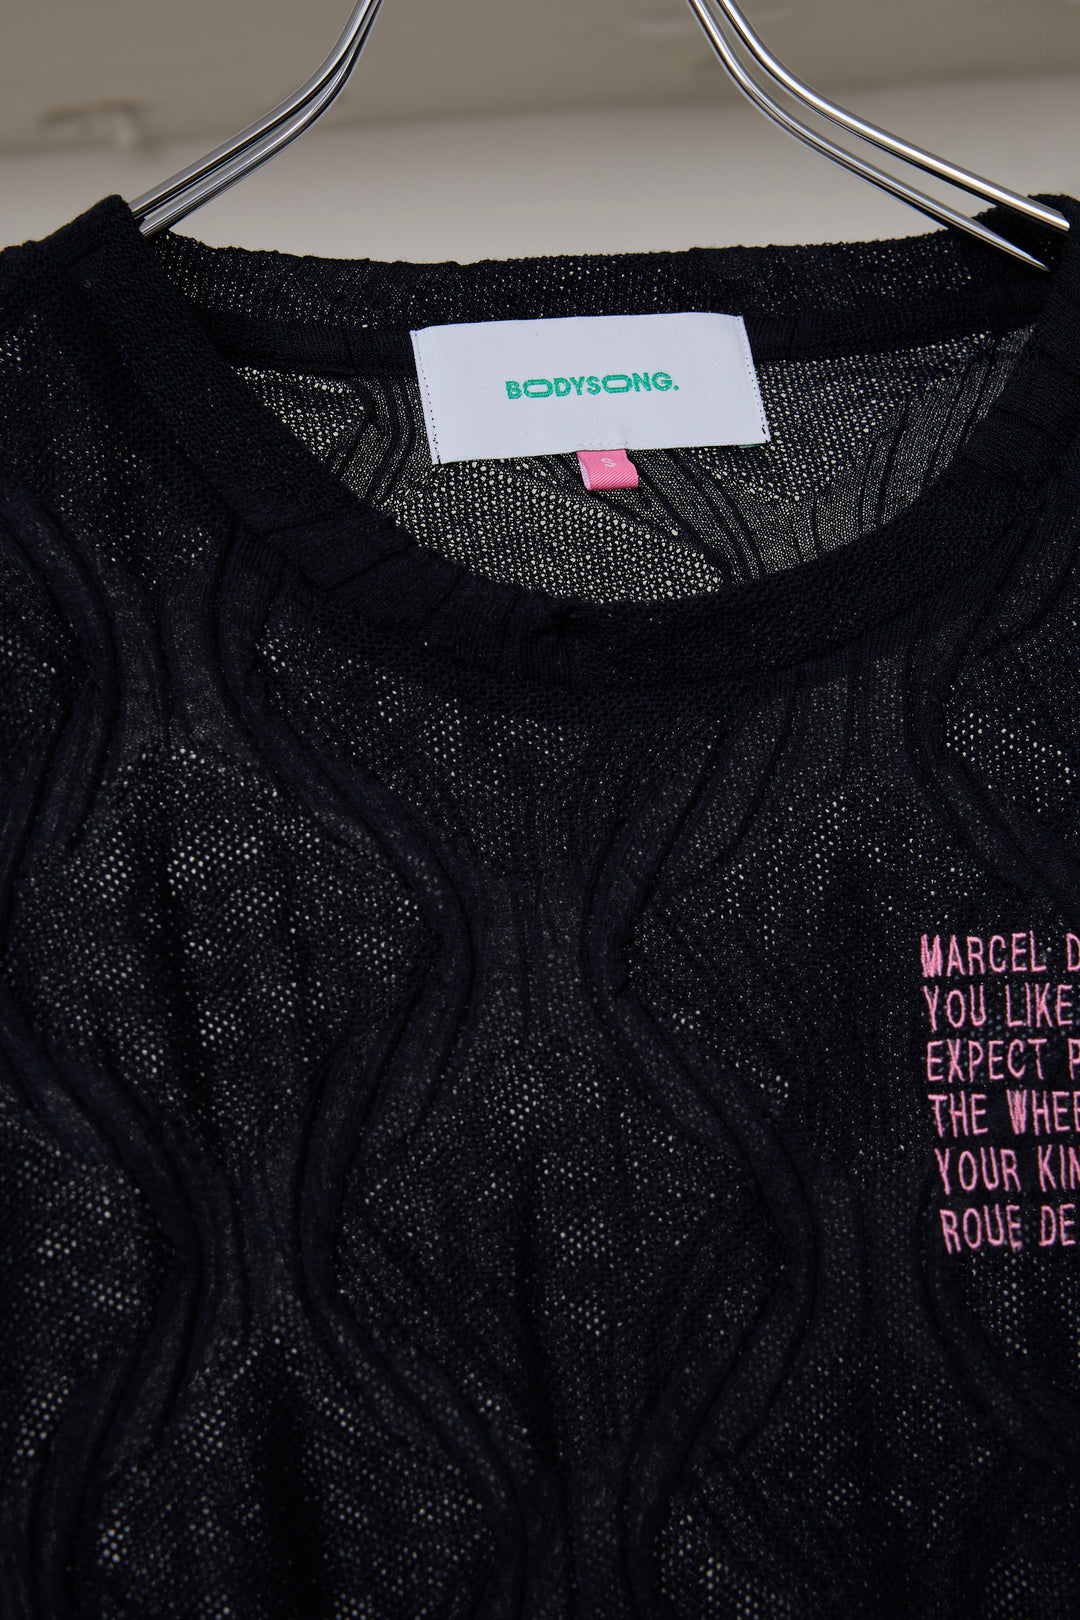 BODYSONG.
S
MARCEL D
YOU LIKE
EXPECT P
THE WHEE
YOUR KIN
ROUE DE